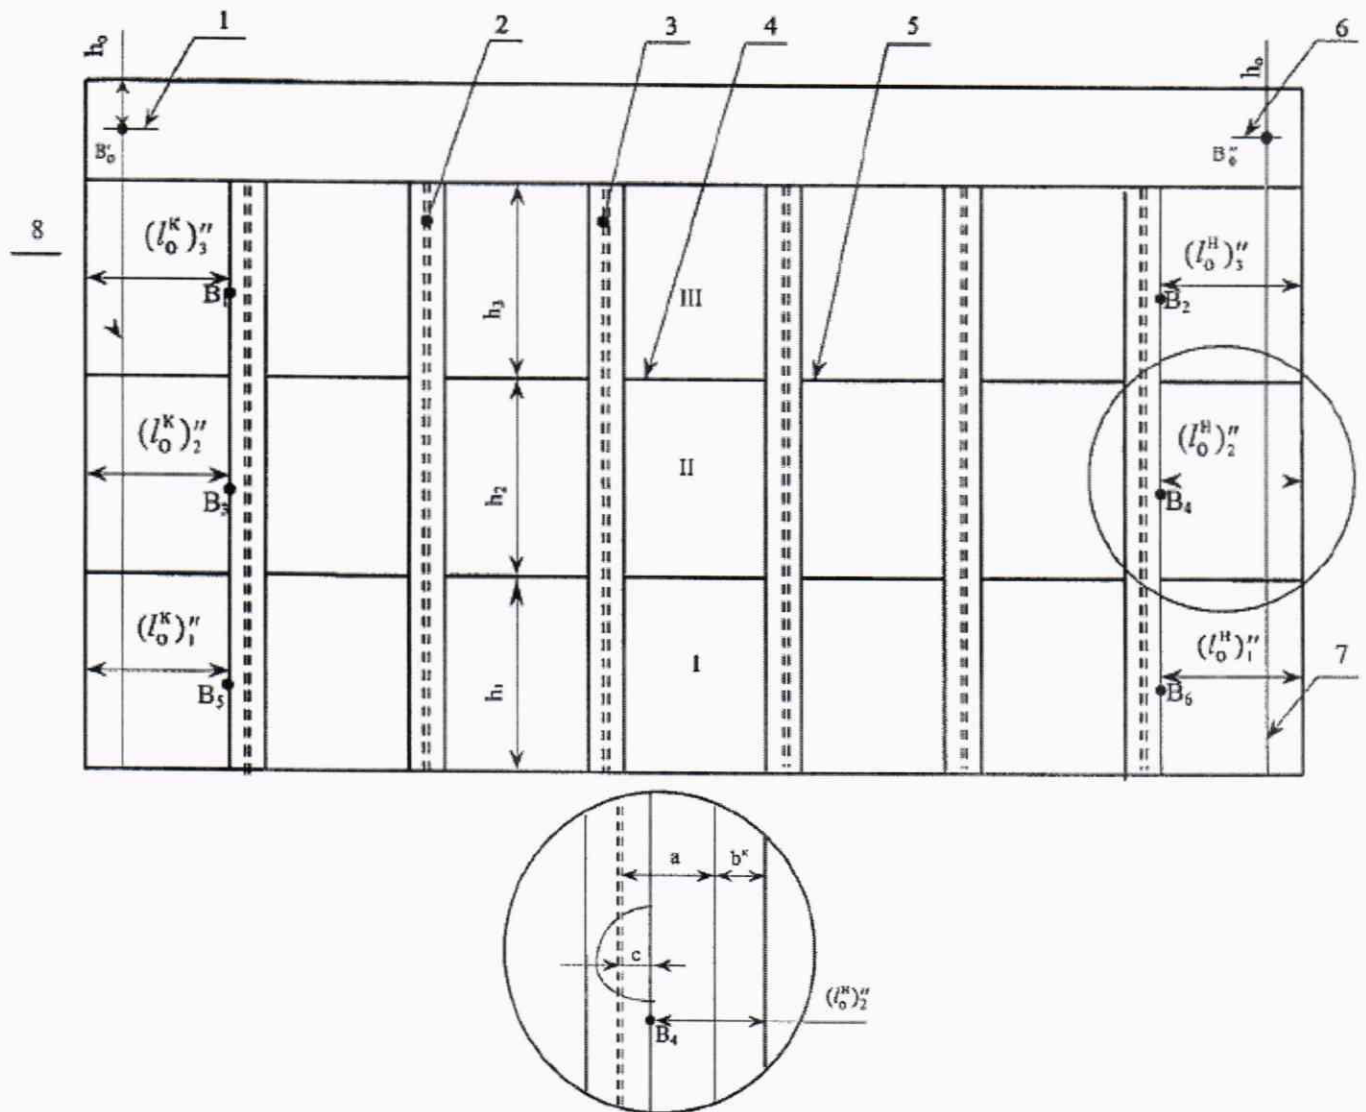 1 2 3 4 5 6
h₀ h₀
B′₀ B″₀
8
(l₀ᴷ)₃″ (l₀ᴴ)₃″
B₁ h₃ III B₂
(l₀ᴷ)₂″ (l₀ᴴ)₂″
B₃ h₂ II B₄
(l₀ᴷ)₁″ (l₀ᴴ)₁″ 7
B₅ h₁ I B₆
a bᴷ
c
(l₀ᴴ)₂″
B₄